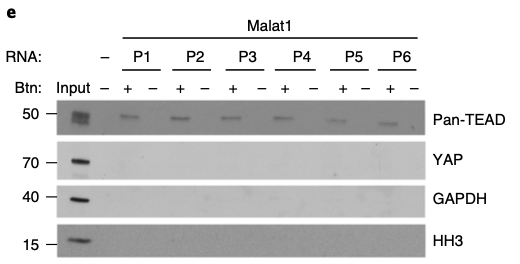 e
Malat1
RNA: – P1 P2 P3 P4 P5 P6
Btn: Input – + – + – + – + – + – + –
50 Pan-TEAD
70 YAP
40 GAPDH
15 HH3